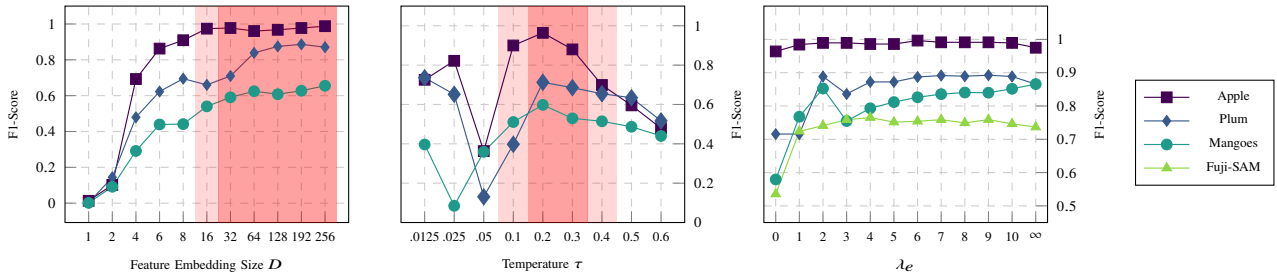 1
0.8
0.6
0.4
0.2
0
F1-Score
1 2 4 6 8 16 32 64 128 192 256
Feature Embedding Size D
1
0.8
0.6
0.4
0.2
0
F1-Score
.0125 .025 .05 0.1 0.2 0.3 0.4 0.5 0.6
Temperature τ
1
0.9
0.8
0.7
0.6
0.5
F1-Score
0 1 2 3 4 5 6 7 8 9 10 ∞
λe
Apple
Plum
Mangoes
Fuji-SAM